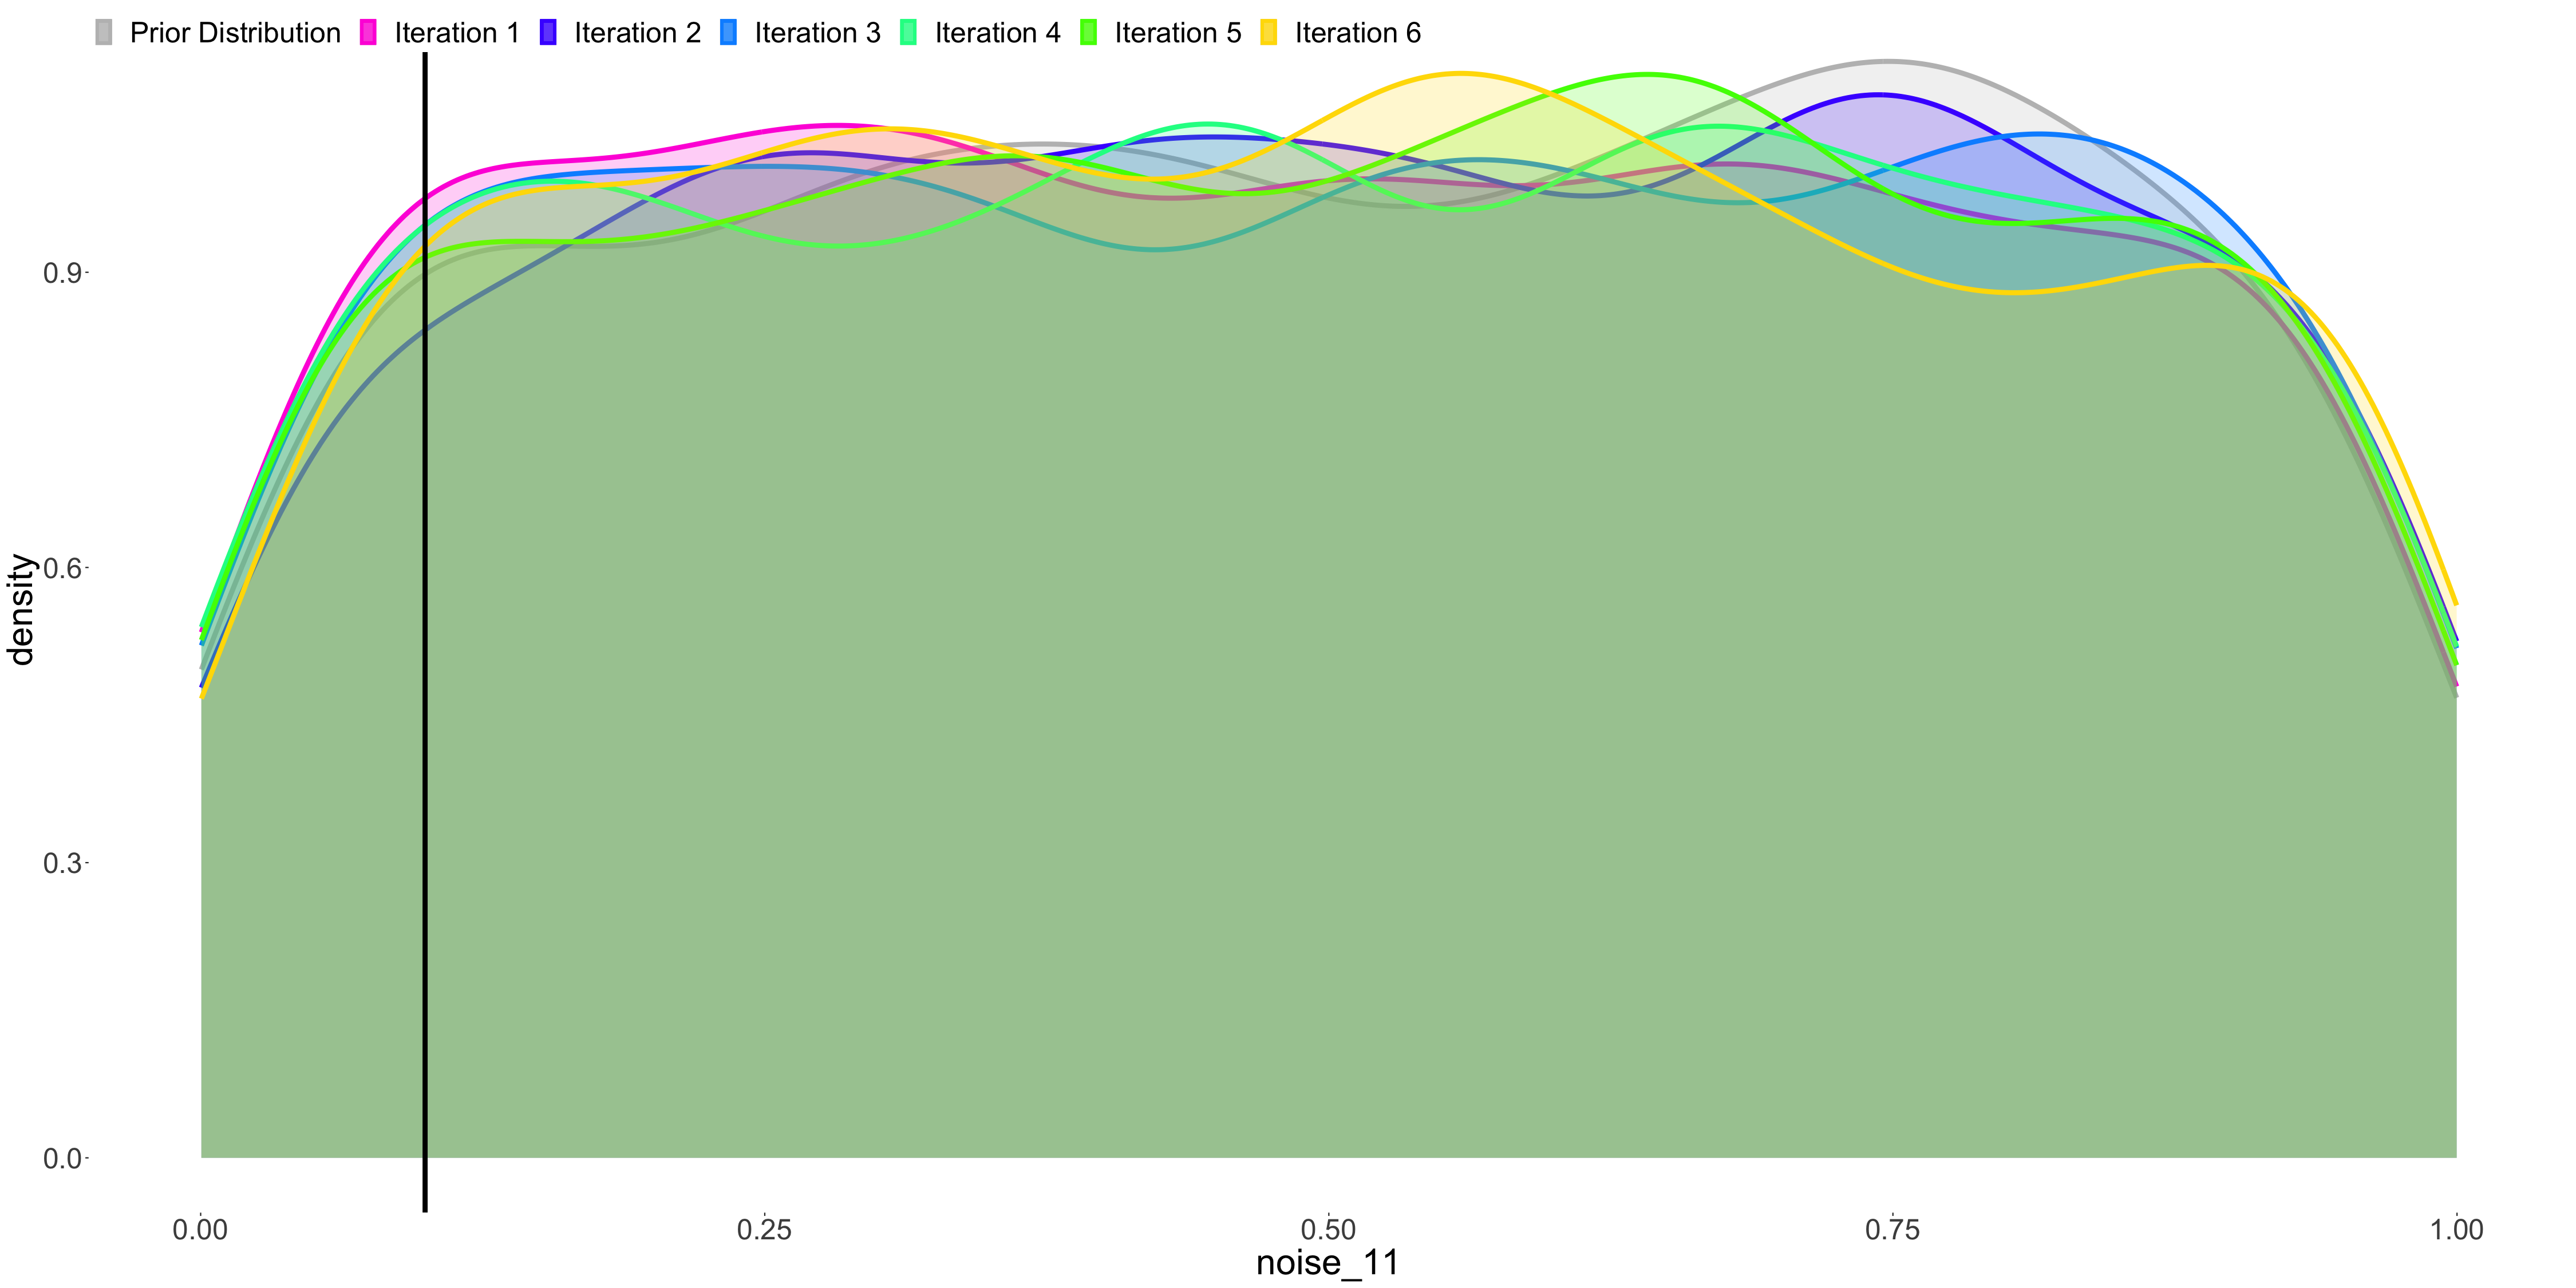 Prior Distribution Iteration 1 Iteration 2 Iteration 3 Iteration 4 Iteration 5 Iteration 6
0.9
0.6
0.3
0.0
density
0.00 0.25 0.50 0.75 1.00
noise_11